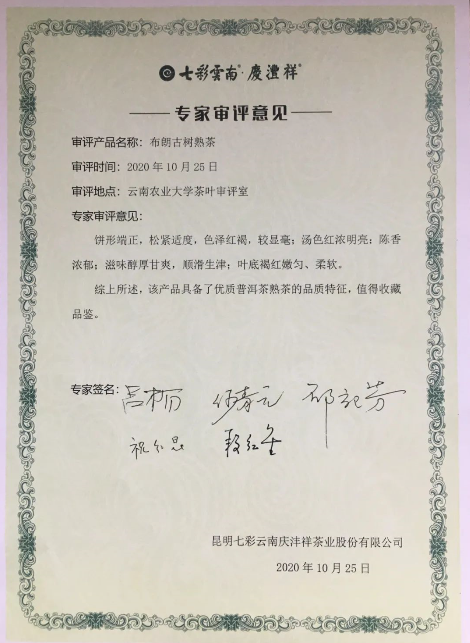 七彩雲南®·慶灃祥®
专家审评意见
审评产品名称：布朗古树熟茶
审评时间：2020年10月25日
审评地点：云南农业大学茶叶审评室
专家审评意见：
饼形端正，松紧适度，色泽红褐，较显毫；汤色红浓明亮；陈香
浓郁；滋味醇厚甘爽，顺滑生津；叶底褐红嫩匀、柔软。
综上所述，该产品具备了优质普洱茶熟茶的品质特征，值得收藏
品鉴。
专家签名：
昆明七彩云南庆沣祥茶业股份有限公司
2020年10月25日